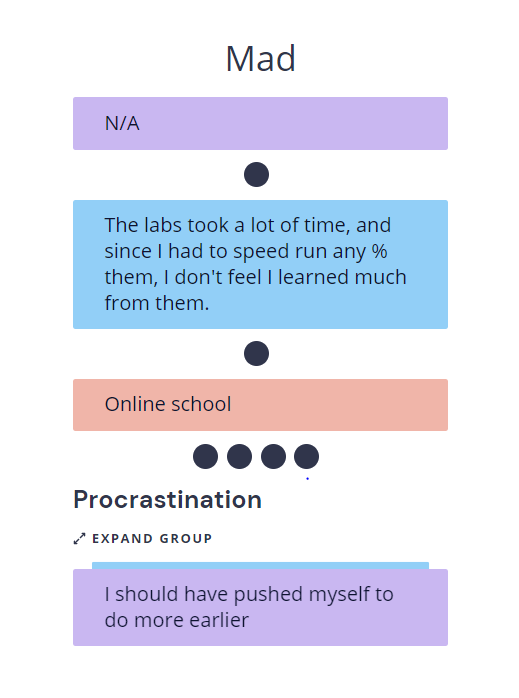 Mad
N/A
The labs took a lot of time, and
since I had to speed run any %
them, I don't feel I learned much
from them.
Online school
Procrastination
EXPAND GROUP
I should have pushed myself to
do more earlier